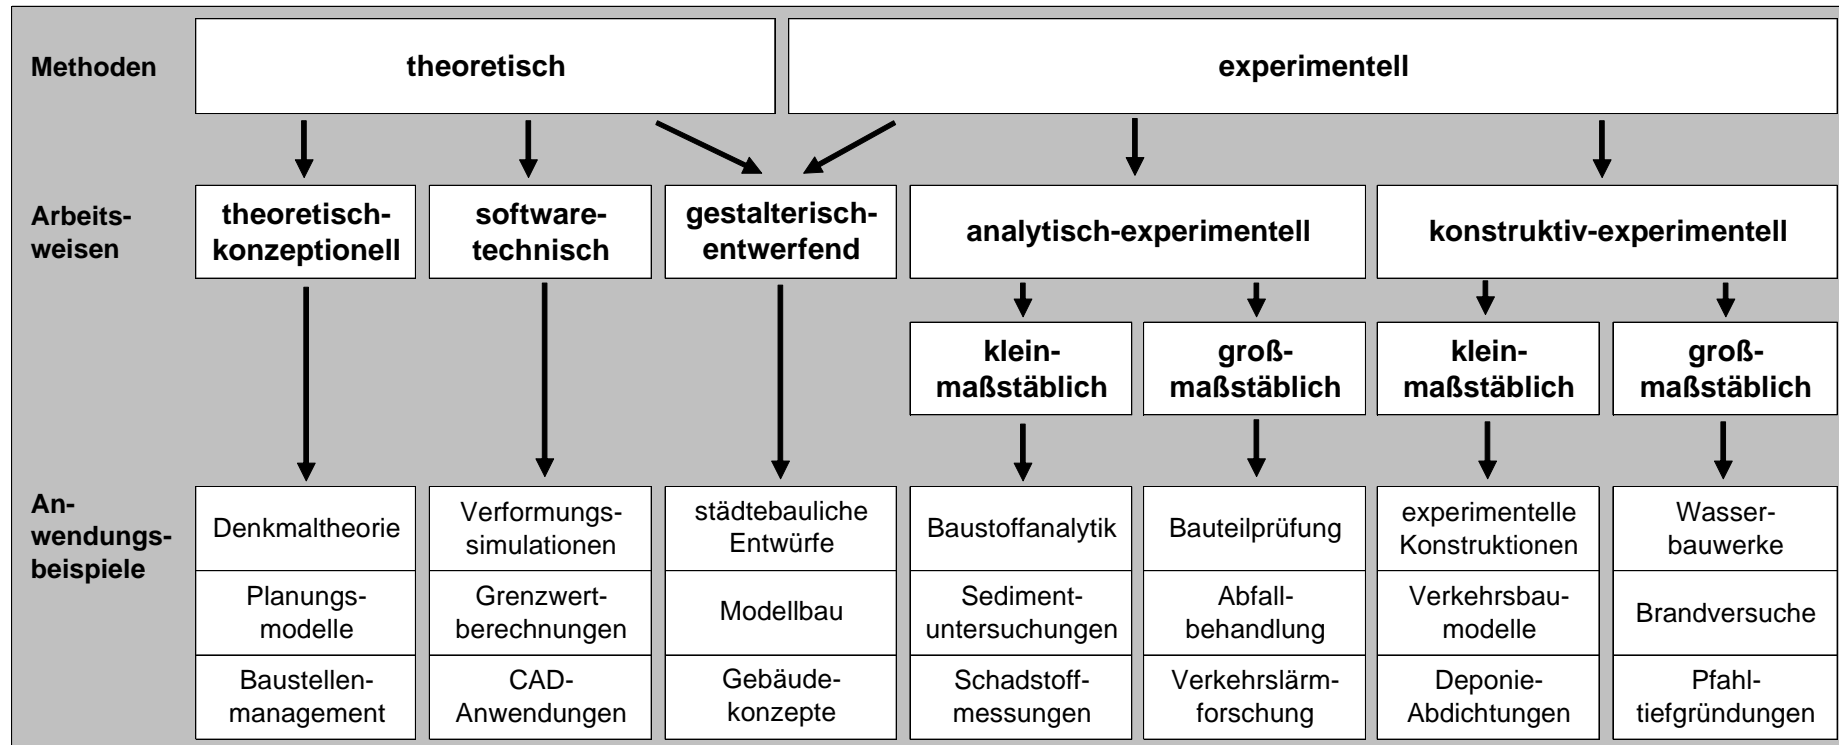 Methoden
theoretisch
experimentell
Arbeits-
weisen
theoretisch-
konzeptionell
software-
technisch
gestalterisch-
entwerfend
analytisch-experimentell
konstruktiv-experimentell
klein-
maßstäblich
groß-
maßstäblich
klein-
maßstäblich
groß-
maßstäblich
An-
wendungs-
beispiele
Denkmaltheorie
Verformungs-
simulationen
städtebauliche
Entwürfe
Baustoffanalytik
Bauteilprüfung
experimentelle
Konstruktionen
Wasser-
bauwerke
Planungs-
modelle
Grenzwert-
berechnungen
Modellbau
Sediment-
untersuchungen
Abfall-
behandlung
Verkehrsbau-
modelle
Brandversuche
Baustellen-
management
CAD-
Anwendungen
Gebäude-
konzepte
Schadstoff-
messungen
Verkehrslärm-
forschung
Deponie-
Abdichtungen
Pfahl-
tiefgründungen